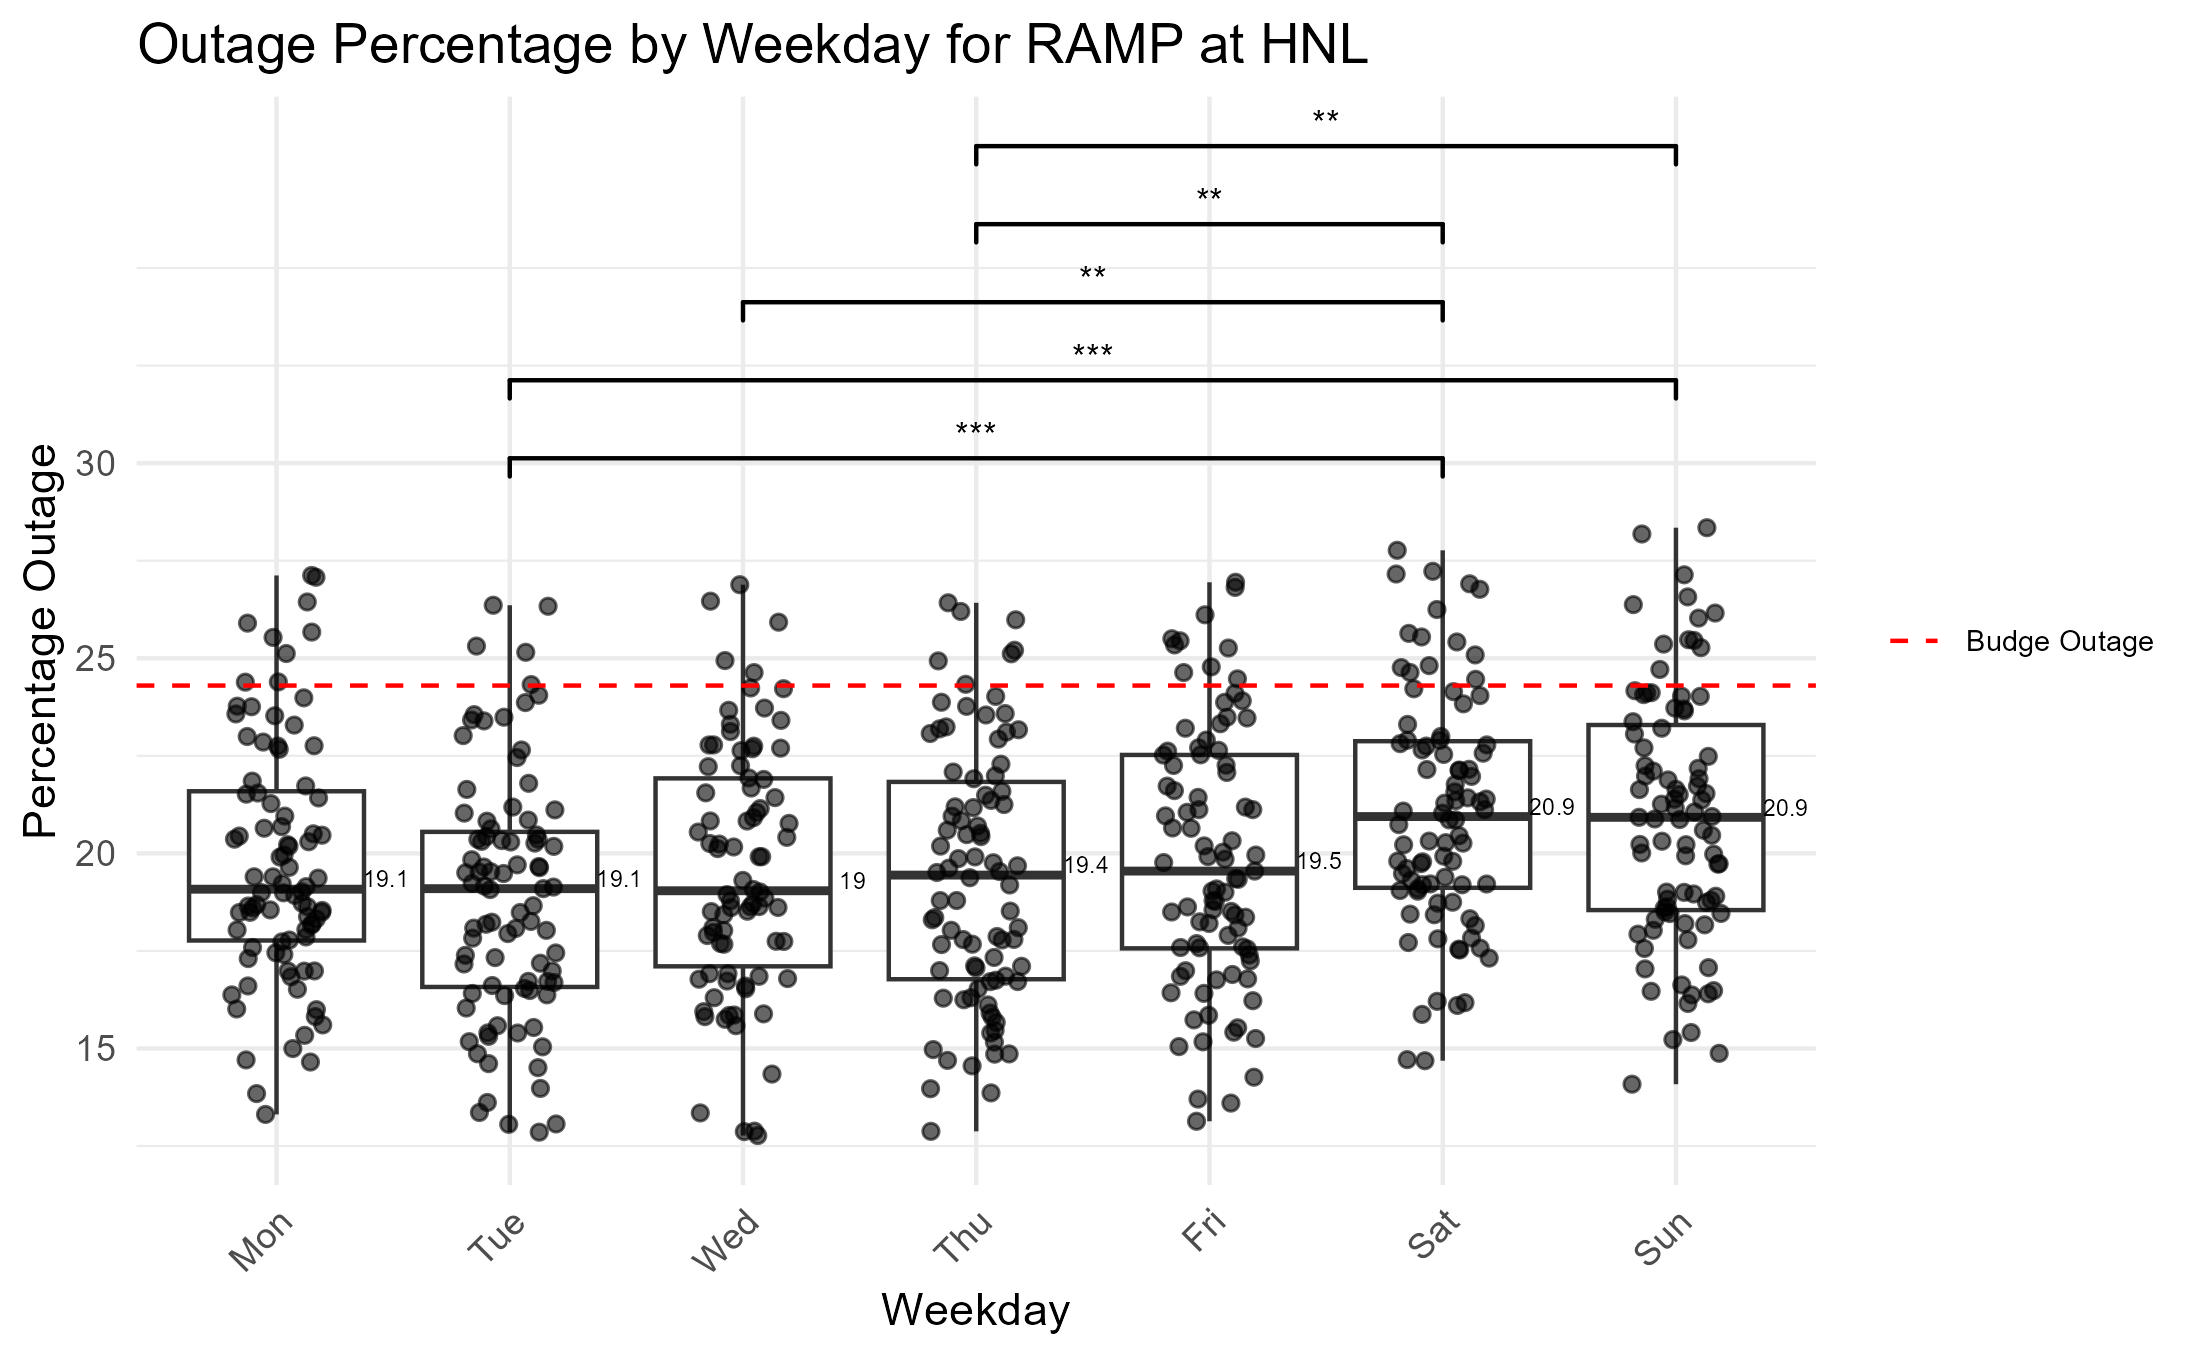 Outage Percentage by Weekday for RAMP at HNL
**
**
**
***
***
Percentage Outage
30
25
20
15
19.1
19.1
19
19.4
19.5
20.9
20.9
Budge Outage
Mon
Tue
Wed
Thu
Fri
Sat
Sun
Weekday